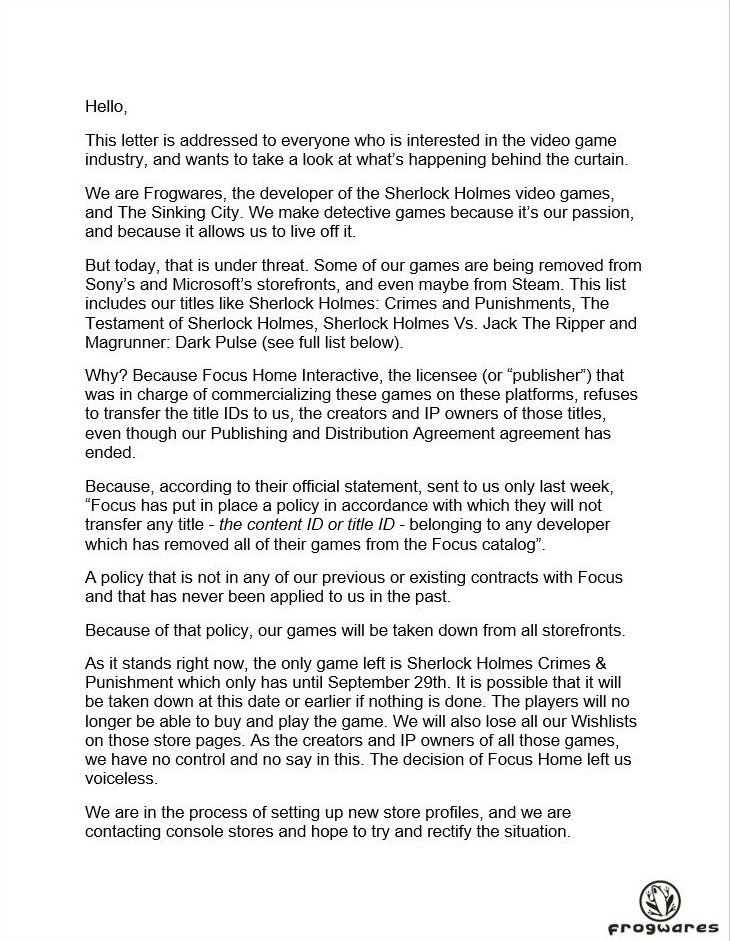 Hello,
This letter is addressed to everyone who is interested in the video game
industry, and wants to take a look at what's happening behind the curtain.
We are Frogwares, the developer of the Sherlock Holmes video games,
and The Sinking City. We make detective games because it's our passion,
and because it allows us to live off it.
But today, that is under threat. Some of our games are being removed from
Sony's and Microsoft's storefronts, and even maybe from Steam. This list
includes our titles like Sherlock Holmes: Crimes and Punishments, The
Testament of Sherlock Holmes, Sherlock Holmes Vs. Jack The Ripper and
Magrunner: Dark Pulse (see full list below).
Why? Because Focus Home Interactive, the licensee (or “publisher”) that
was in charge of commercializing these games on these platforms, refuses
to transfer the title IDs to us, the creators and IP owners of those titles,
even though our Publishing and Distribution Agreement agreement has
ended.
Because, according to their official statement, sent to us only last week,
“Focus has put in place a policy in accordance with which they will not
transfer any title - the content ID or title ID - belonging to any developer
which has removed all of their games from the Focus catalog”.
A policy that is not in any of our previous or existing contracts with Focus
and that has never been applied to us in the past.
Because of that policy, our games will be taken down from all storefronts.
As it stands right now, the only game left is Sherlock Holmes Crimes &
Punishment which only has until September 29th. It is possible that it will
be taken down at this date or earlier if nothing is done. The players will no
longer be able to buy and play the game. We will also lose all our Wishlists
on those store pages. As the creators and IP owners of all those games,
we have no control and no say in this. The decision of Focus Home left us
voiceless.
We are in the process of setting up new store profiles, and we are
contacting console stores and hope to try and rectify the situation.
frogwares